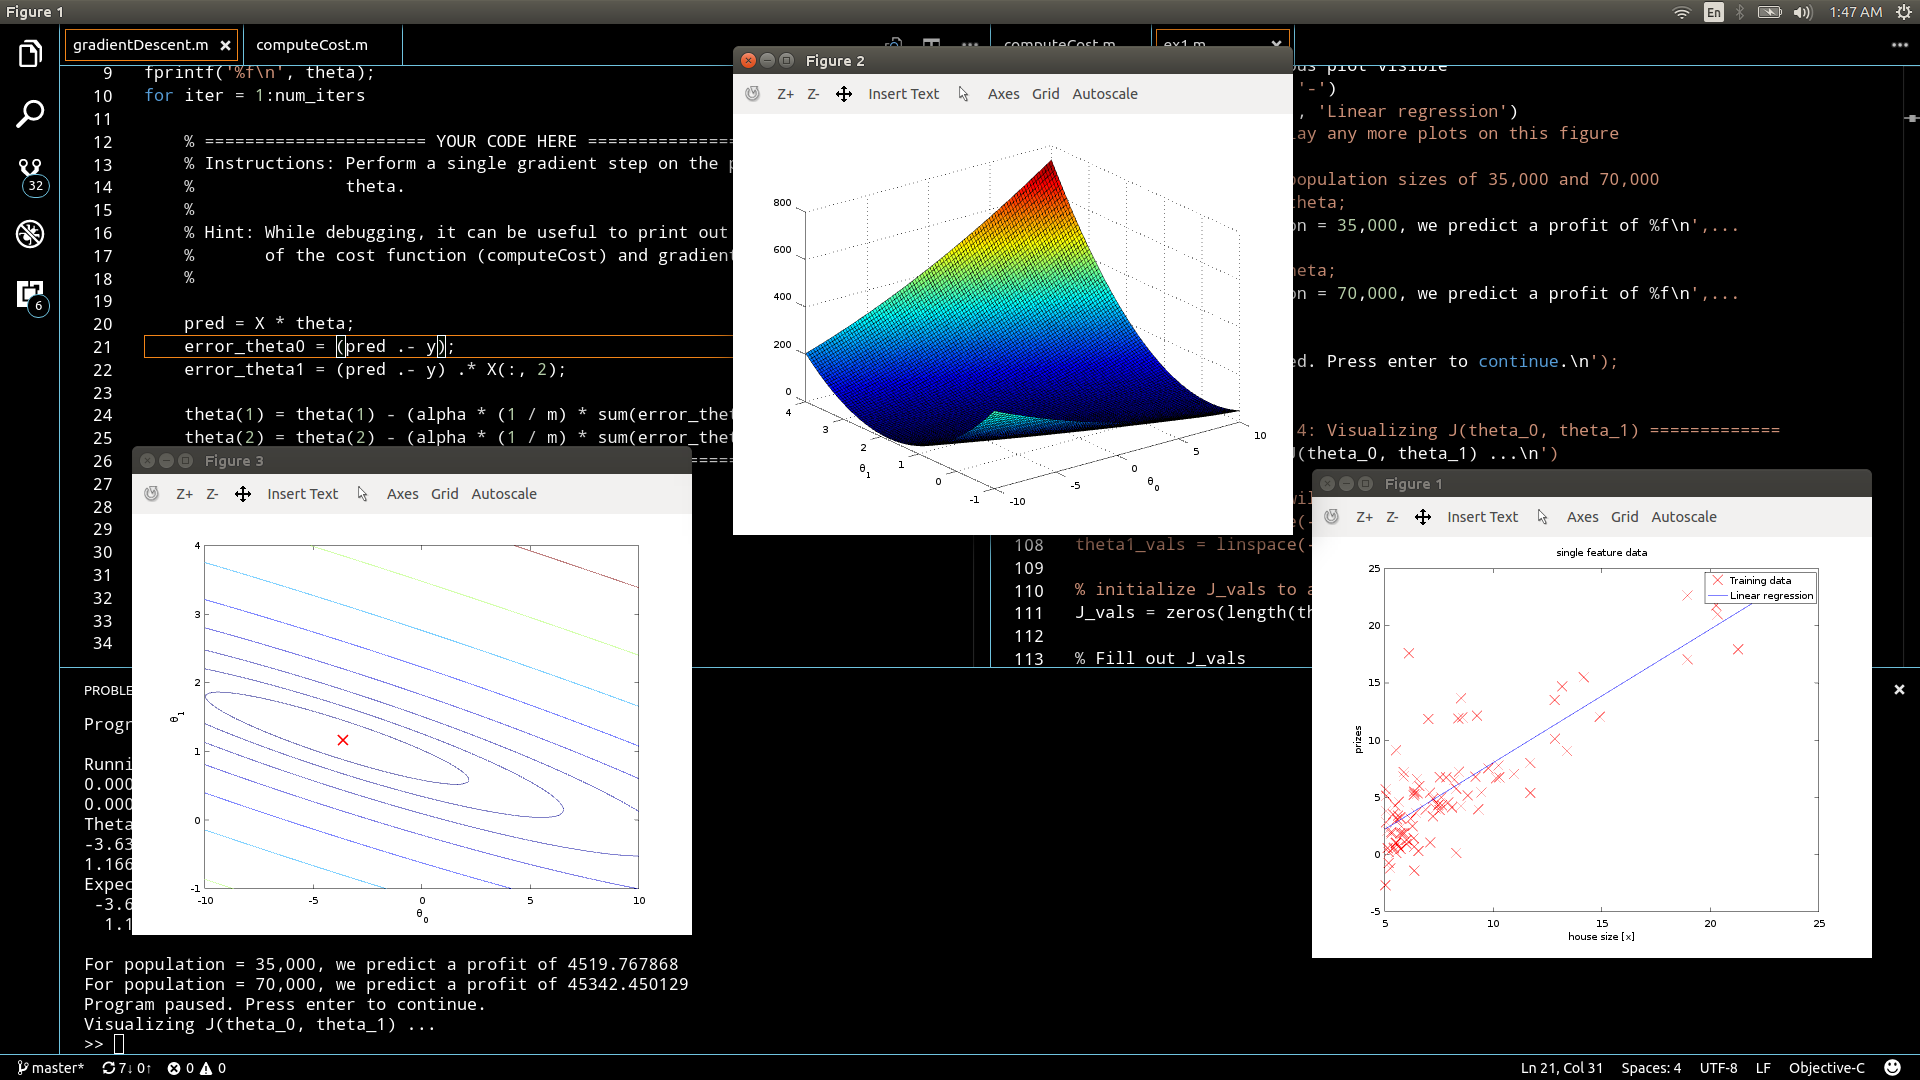 Figure 1
En
1:47 AM
gradientDescent.m
computeCost.m
computeCost.m
ex1.m
9 fprintf('%f\n', theta);
10 for iter = 1:num_iters
11
12 % ===================== YOUR CODE HERE ===============
13 % Instructions: Perform a single gradient step on the
14 % theta.
15 %
16 % Hint: While debugging, it can be useful to print out
17 % of the cost function (computeCost) and gradient
18 %
19
20 pred = X * theta;
21 error_theta0 = (pred .- y);
22 error_theta1 = (pred .- y) .* X(:, 2);
23
24 theta(1) = theta(1) - (alpha * (1 / m) * sum(error_the
25 theta(2) = theta(2) - (alpha * (1 / m) * sum(error_the
26
27
28
29
30
31
32
33
34
32
6
Figure 2
Z+ Z- Insert Text Axes Grid Autoscale
800
600
400
200
0
4
3
2
1
0
-1
θ1
-10
-5
0
5
10
θ0
us plot visible
'-')
, 'Linear regression')
lay any more plots on this figure
population sizes of 35,000 and 70,000
theta;
on = 35,000, we predict a profit of %f\n',...
heta;
on = 70,000, we predict a profit of %f\n',...
ed. Press enter to continue.\n');
4: Visualizing J(theta_0, theta_1) =============
J(theta_0, theta_1) ...\n')
108 theta1_vals = linspace(-
109
110 % initialize J_vals to a
111 J_vals = zeros(length(th
112
113 % Fill out J_vals
Figure 3
Z+ Z- Insert Text Axes Grid Autoscale
4
3
2
1
0
-1
θ1
-10 -5 0 5 10
θ0
Figure 1
Z+ Z- Insert Text Axes Grid Autoscale
single feature data
Training data
Linear regression
25
20
15
10
5
0
-5
prizes
5 10 15 20 25
house size [x]
PROBLE
Progr
Runni
0.000
0.000
Theta
-3.63
1.166
Expec
-3.6
1.1
For population = 35,000, we predict a profit of 4519.767868
For population = 70,000, we predict a profit of 45342.450129
Program paused. Press enter to continue.
Visualizing J(theta_0, theta_1) ...
>>
master* 7↓ 0↑ 0 0 Ln 21, Col 31 Spaces: 4 UTF-8 LF Objective-C